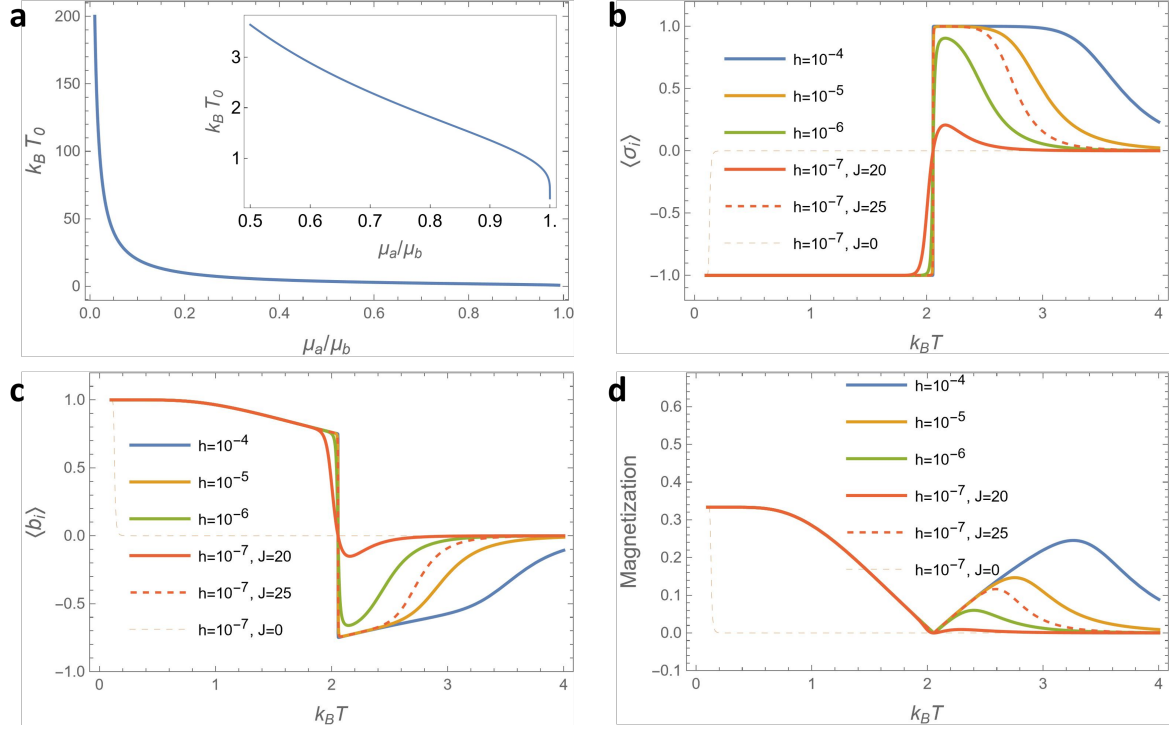 a
200
150
100
50
0
k_B T_0
0.0 0.2 0.4 0.6 0.8 1.0
μ_a/μ_b
3
2
1
k_B T_0
0.5 0.6 0.7 0.8 0.9 1.
μ_a/μ_b
b
1.0
0.5
0.0
−0.5
−1.0
⟨σ_i⟩
h=10^−4
h=10^−5
h=10^−6
h=10^−7, J=20
h=10^−7, J=25
h=10^−7, J=0
0 1 2 3 4
k_B T
c
1.0
0.5
0.0
−0.5
−1.0
⟨b_i⟩
h=10^−4
h=10^−5
h=10^−6
h=10^−7, J=20
h=10^−7, J=25
h=10^−7, J=0
0 1 2 3 4
k_B T
d
0.6
0.5
0.4
0.3
0.2
0.1
0.0
−0.1
Magnetization
h=10^−4
h=10^−5
h=10^−6
h=10^−7, J=20
h=10^−7, J=25
h=10^−7, J=0
0 1 2 3 4
k_B T